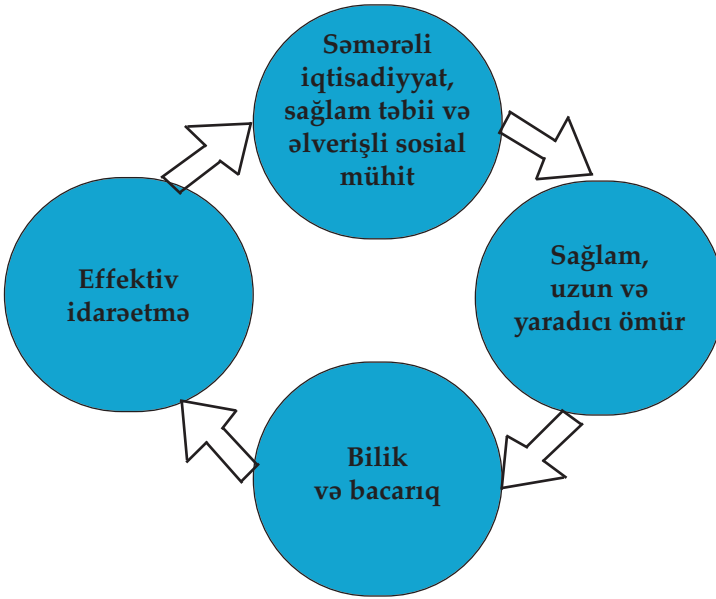 Səmərəli
iqtisadiyyat,
sağlam təbii və
əlverişli sosial
mühit
Sağlam,
uzun və
yaradıcı ömür
Bilik
və bacarıq
Effektiv
idarəetmə